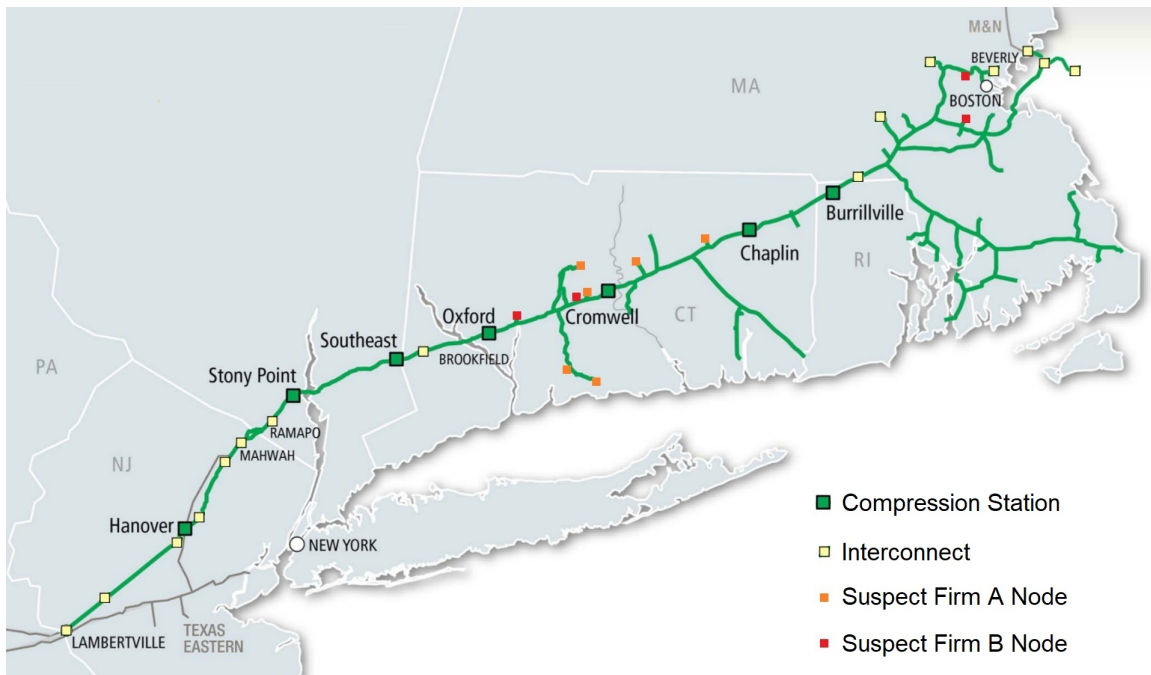 M&N
BEVERLY
BOSTON
MA
Burrillville
Chaplin
RI
Oxford
Cromwell
CT
Southeast
BROOKFIELD
PA
Stony Point
RAMAPO
MAHWAH
NJ
Hanover
NEW YORK
LAMBERTVILLE
TEXAS
EASTERN
Compression Station
Interconnect
Suspect Firm A Node
Suspect Firm B Node